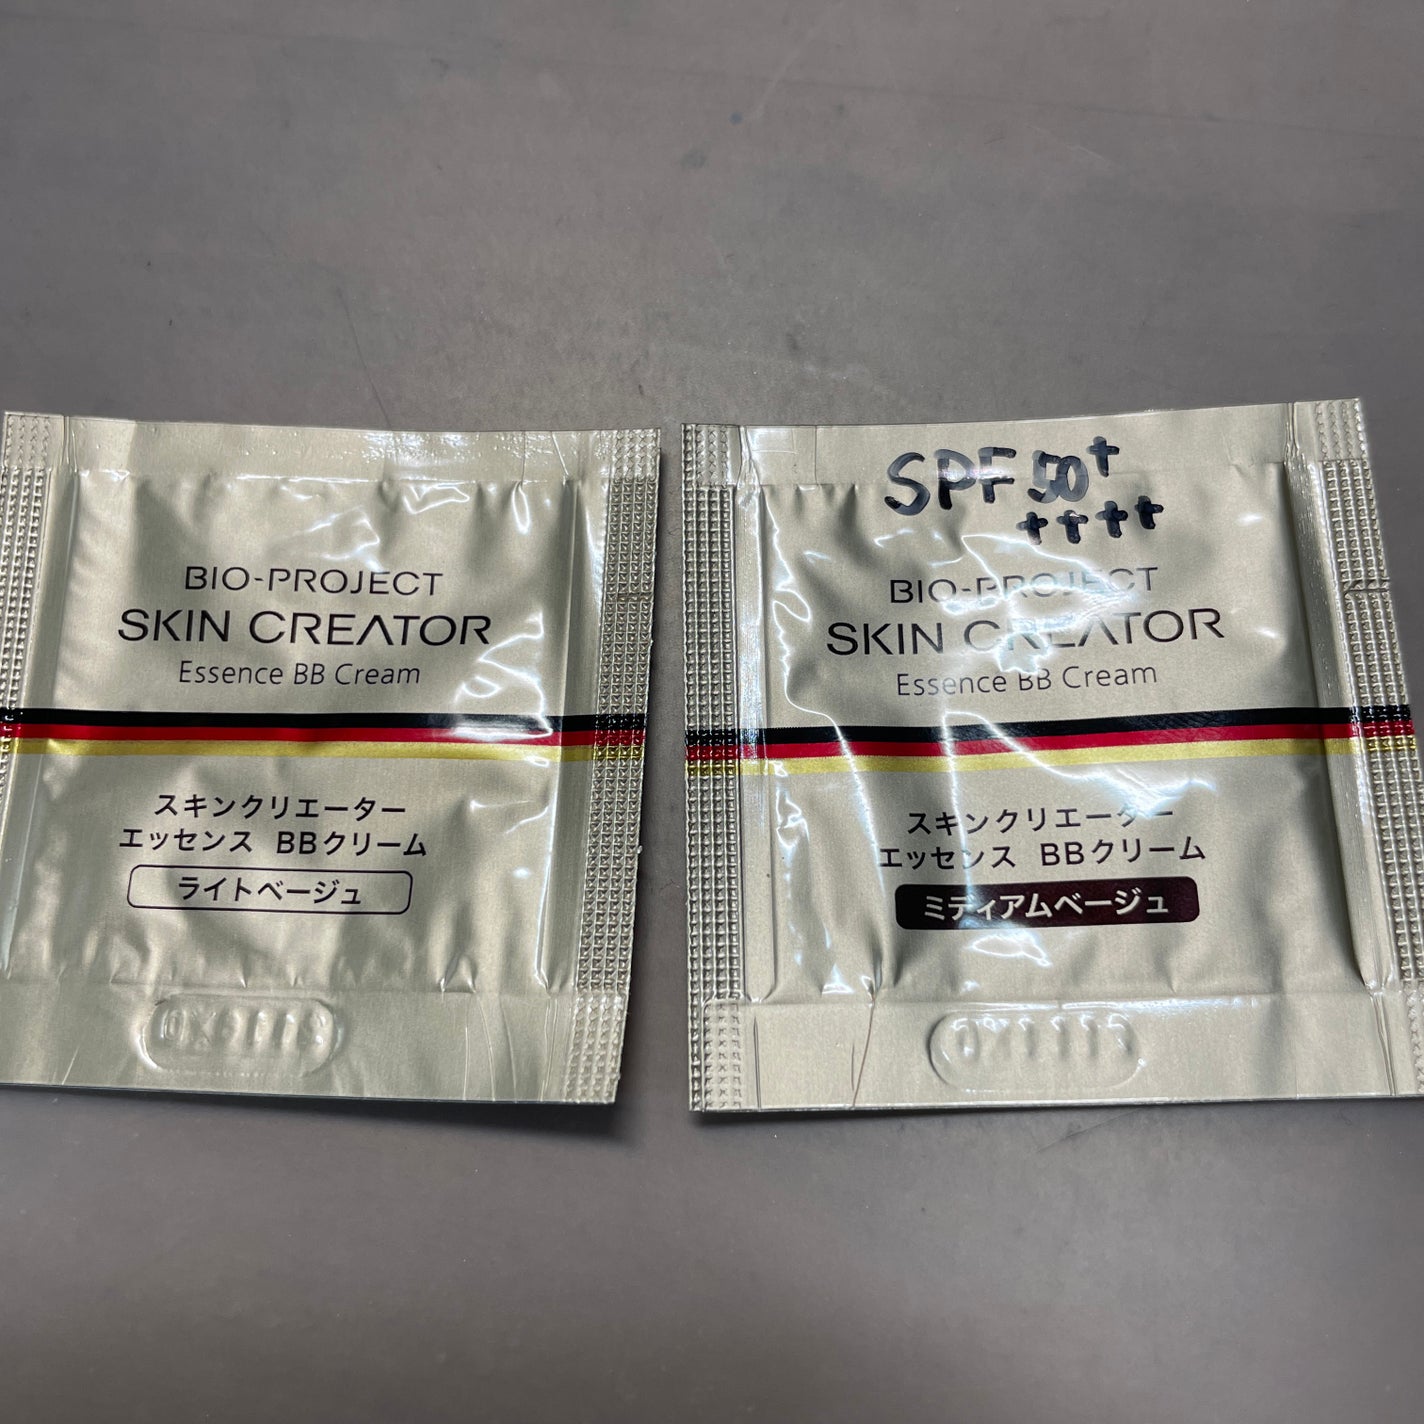 BIO-PROJECT
SKIN CREATOR
Essence BB Cream
スキンクリエーター
エッセンス BBクリーム
ライトベージュ
SPF50+
++++
BIO-PROJECT
SKIN CREATOR
Essence BB Cream
スキンクリエーター
エッセンス BBクリーム
ミディアムベージュ